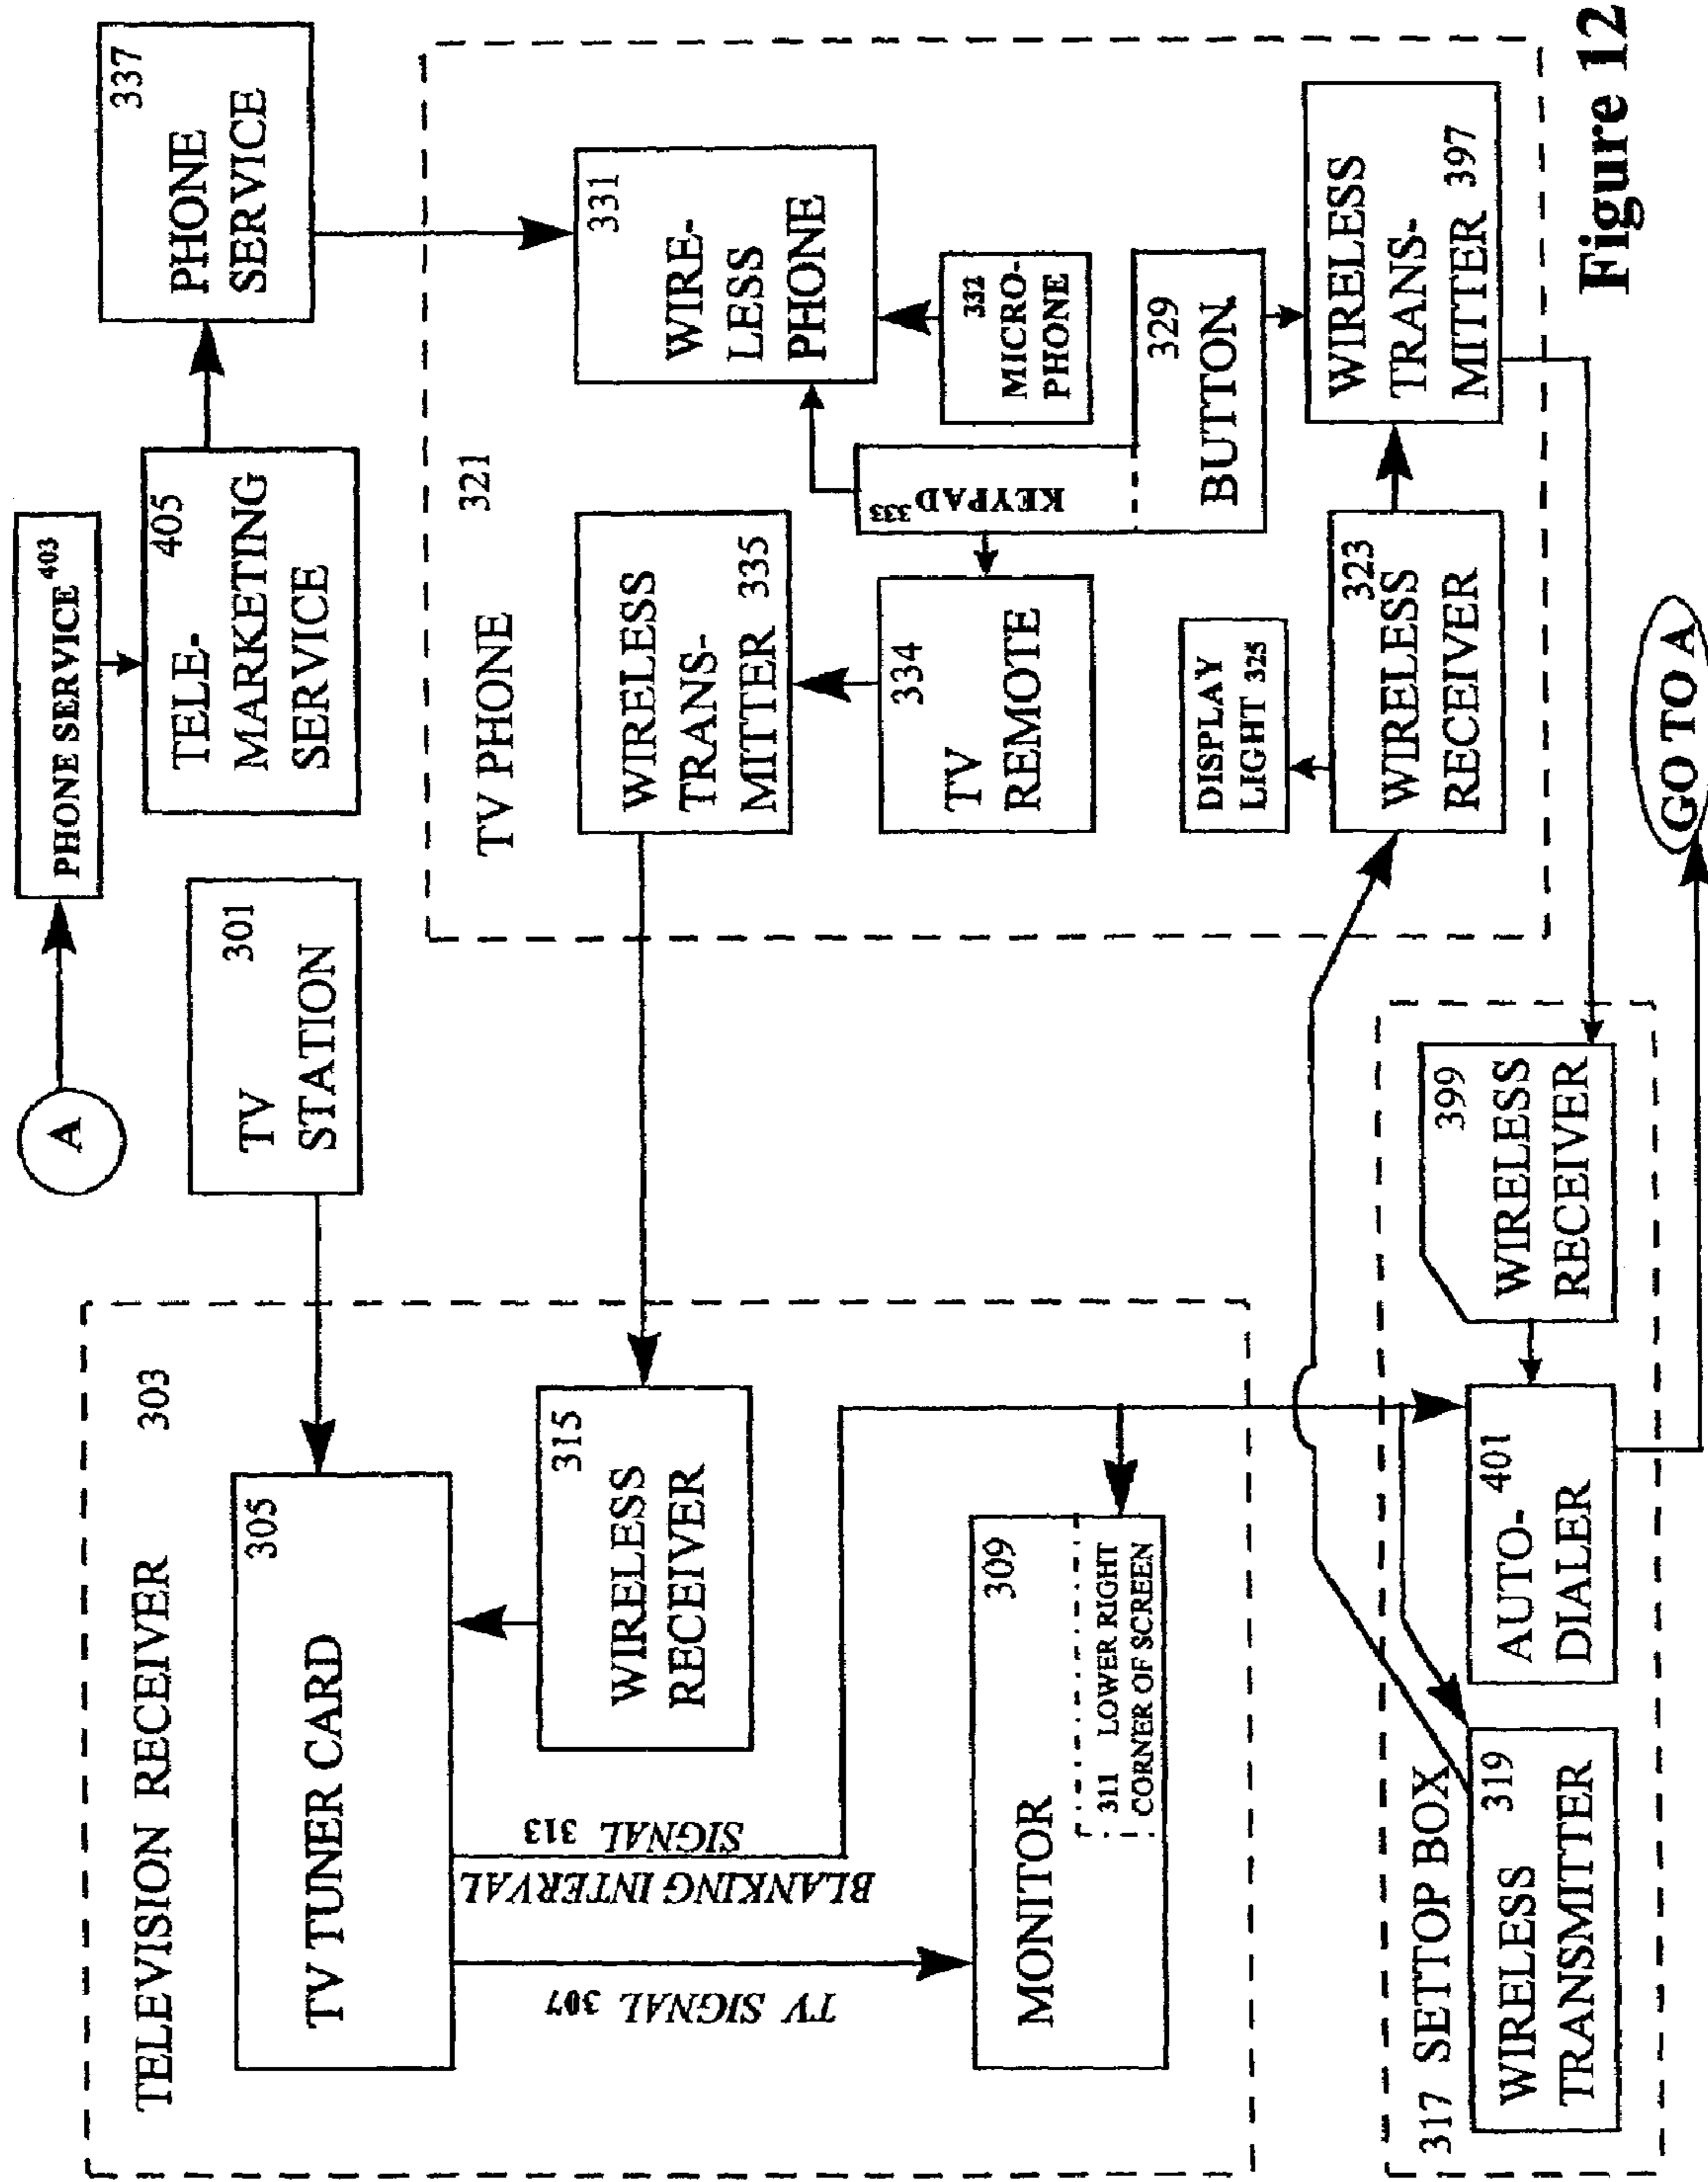 A
PHONE SERVICE 403
TELE-
MARKETING
SERVICE
405
PHONE
SERVICE
337
TV
STATION
301
TELEVISION RECEIVER
303
TV TUNER CARD
305
WIRELESS
RECEIVER
315
TV SIGNAL 307
BLANKING INTERVAL
SIGNAL 313
MONITOR
309
311 LOWER RIGHT
CORNER OF SCREEN
TV PHONE
321
WIRELESS
TRANS-
MITTER 335
WIRE-
LESS
PHONE
331
TV
REMOTE
334
KEYPAD 333
332
MICRO-
PHONE
329
BUTTON
DISPLAY
LIGHT 325
323
WIRELESS
RECEIVER
WIRELESS
TRANS-
MITTER 397
317 SETTOP BOX
319
WIRELESS
TRANSMITTER
AUTO-
DIALER
401
399
WIRELESS
RECEIVER
GO TO A
Figure 12